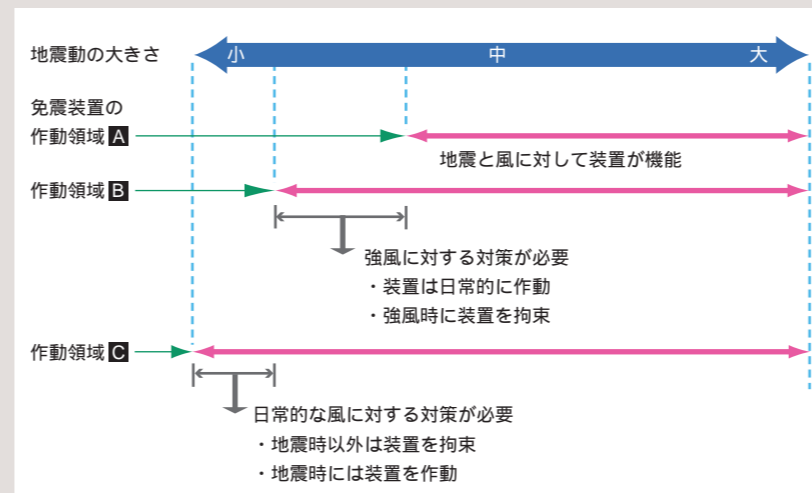 地震動の大きさ
小 中 大
免震装置の
作動領域 A
地震と風に対して装置が機能
作動領域 B
強風に対する対策が必要
・装置は日常的に作動
・強風時に装置を拘束
作動領域 C
日常的な風に対する対策が必要
・地震時以外は装置を拘束
・地震時には装置を作動